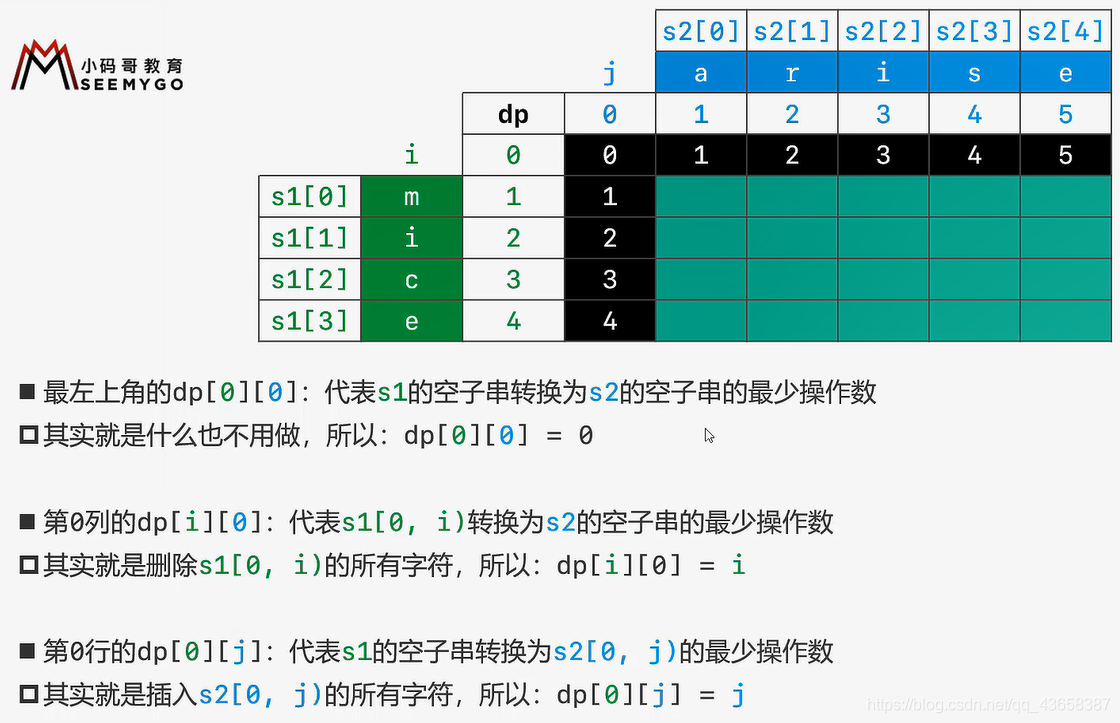 s2[0] s2[1] s2[2] s2[3] s2[4]
小码哥教育
SEEMYGO
j a r i s e
dp 0 1 2 3 4 5
i 0 0 1 2 3 4 5
s1[0] m 1 1
s1[1] i 2 2
s1[2] c 3 3
s1[3] e 4 4
最左上角的dp[0][0]：代表s1的空子串转换为s2的空子串的最少操作数
其实就是什么也不用做，所以：dp[0][0] = 0
第0列的dp[i][0]：代表s1[0, i)转换为s2的空子串的最少操作数
其实就是删除s1[0, i)的所有字符，所以：dp[i][0] = i
第0行的dp[0][j]：代表s1的空子串转换为s2[0, j)的最少操作数
其实就是插入s2[0, j)的所有字符，所以：dp[0][j] = j
https://blog.csdn.net/qq_43658387